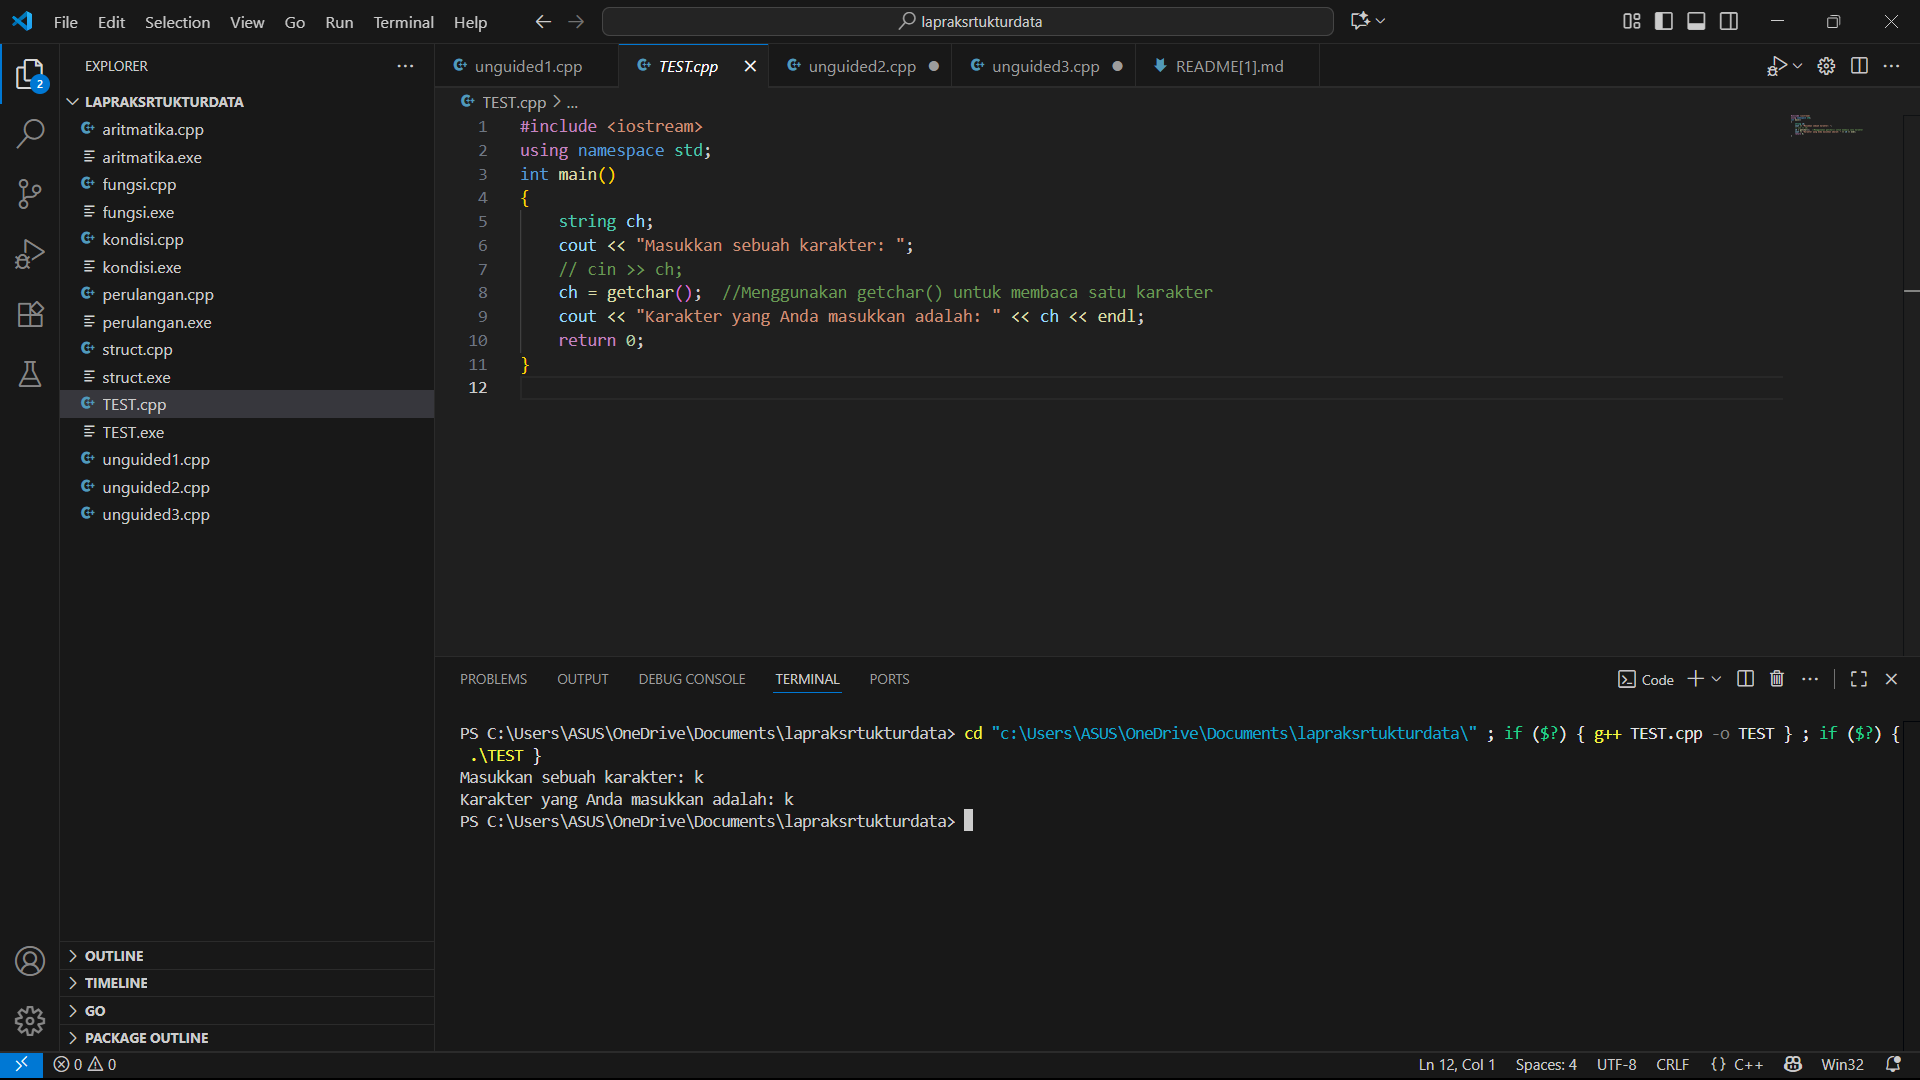 File Edit Selection View Go Run Terminal Help
lapraksrtukturdata
EXPLORER
2
LAPRAKSRTUKTURDATA
aritmatika.cpp
aritmatika.exe
fungsi.cpp
fungsi.exe
kondisi.cpp
kondisi.exe
perulangan.cpp
perulangan.exe
struct.cpp
struct.exe
TEST.cpp
TEST.exe
unguided1.cpp
unguided2.cpp
unguided3.cpp
OUTLINE
TIMELINE
GO
PACKAGE OUTLINE
unguided1.cpp TEST.cpp unguided2.cpp unguided3.cpp README[1].md
TEST.cpp > ...
1 #include <iostream>
2 using namespace std;
3 int main()
4 {
5 string ch;
6 cout << "Masukkan sebuah karakter: ";
7 // cin >> ch;
8 ch = getchar(); //Menggunakan getchar() untuk membaca satu karakter
9 cout << "Karakter yang Anda masukkan adalah: " << ch << endl;
10 return 0;
11 }
12
PROBLEMS OUTPUT DEBUG CONSOLE TERMINAL PORTS
Code
PS C:\Users\ASUS\OneDrive\Documents\lapraksrtukturdata> cd "c:\Users\ASUS\OneDrive\Documents\lapraksrtukturdata\" ; if ($?) { g++ TEST.cpp -o TEST } ; if ($?) {
.\TEST }
Masukkan sebuah karakter: k
Karakter yang Anda masukkan adalah: k
PS C:\Users\ASUS\OneDrive\Documents\lapraksrtukturdata>
0 0
Ln 12, Col 1 Spaces: 4 UTF-8 CRLF {} C++ Win32